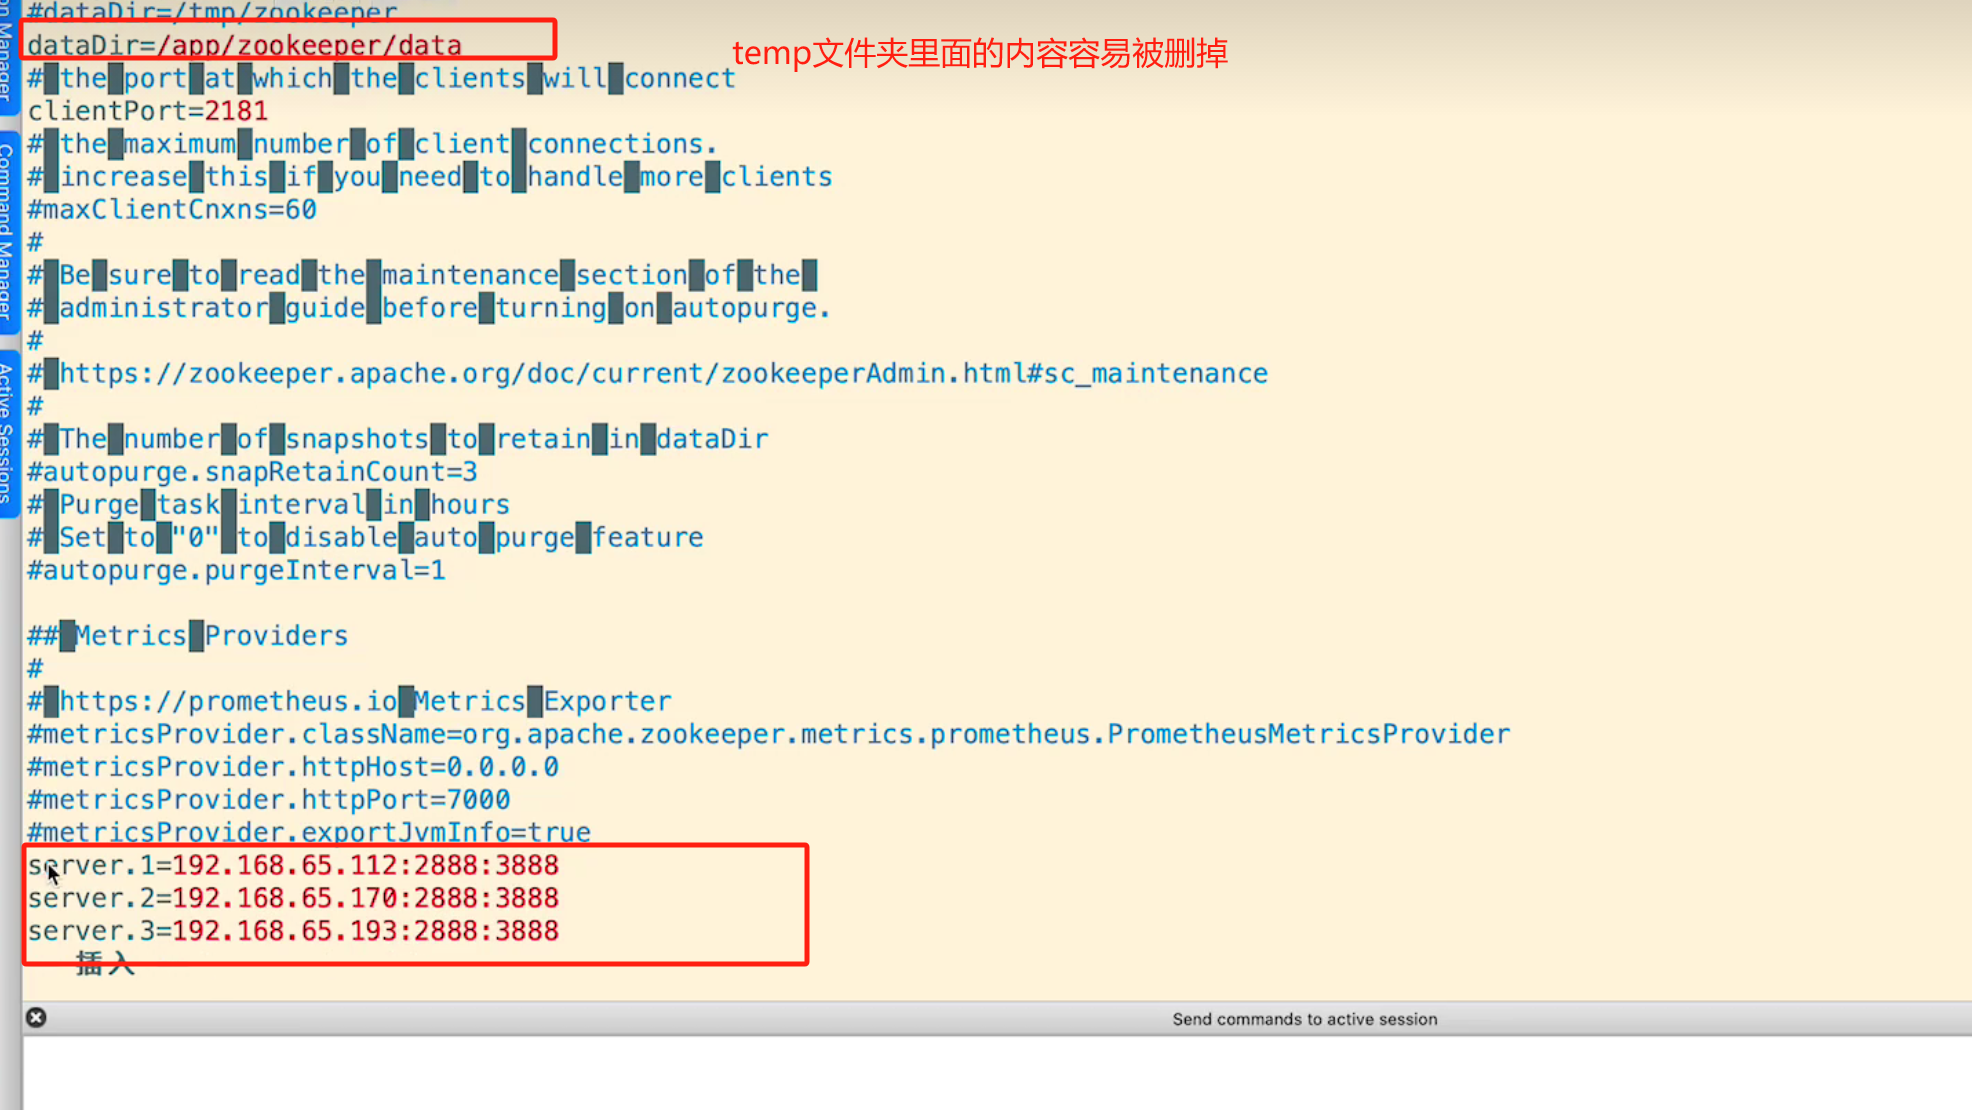 #dataDir=/tmp/zookeeper
dataDir=/app/zookeeper/data
temp文件夹里面的内容容易被删掉
# the port at which the clients will connect
clientPort=2181
# the maximum number of client connections.
# increase this if you need to handle more clients
#maxClientCnxns=60
#
# Be sure to read the maintenance section of the
# administrator guide before turning on autopurge.
#
# https://zookeeper.apache.org/doc/current/zookeeperAdmin.html#sc_maintenance
#
# The number of snapshots to retain in dataDir
#autopurge.snapRetainCount=3
# Purge task interval in hours
# Set to "0" to disable auto purge feature
#autopurge.purgeInterval=1
## Metrics Providers
#
# https://prometheus.io Metrics Exporter
#metricsProvider.className=org.apache.zookeeper.metrics.prometheus.PrometheusMetricsProvider
#metricsProvider.httpHost=0.0.0.0
#metricsProvider.httpPort=7000
#metricsProvider.exportJvmInfo=true
server.1=192.168.65.112:2888:3888
server.2=192.168.65.170:2888:3888
server.3=192.168.65.193:2888:3888
插入
Send commands to active session
Manager
Command Manager
Active Sessions